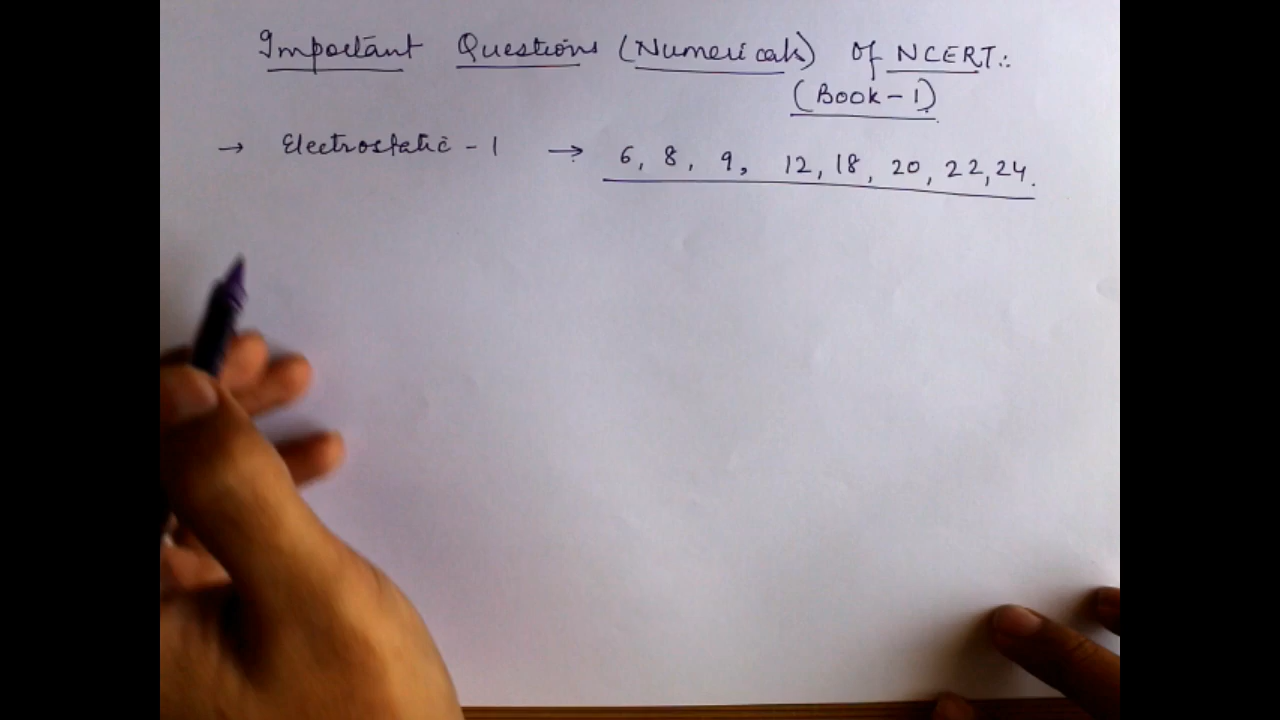 Important Questions (Numericals) of NCERT:.
(Book-1)
→ Electrostatic - 1 → 6, 8, 9, 12, 18, 20, 22, 24.